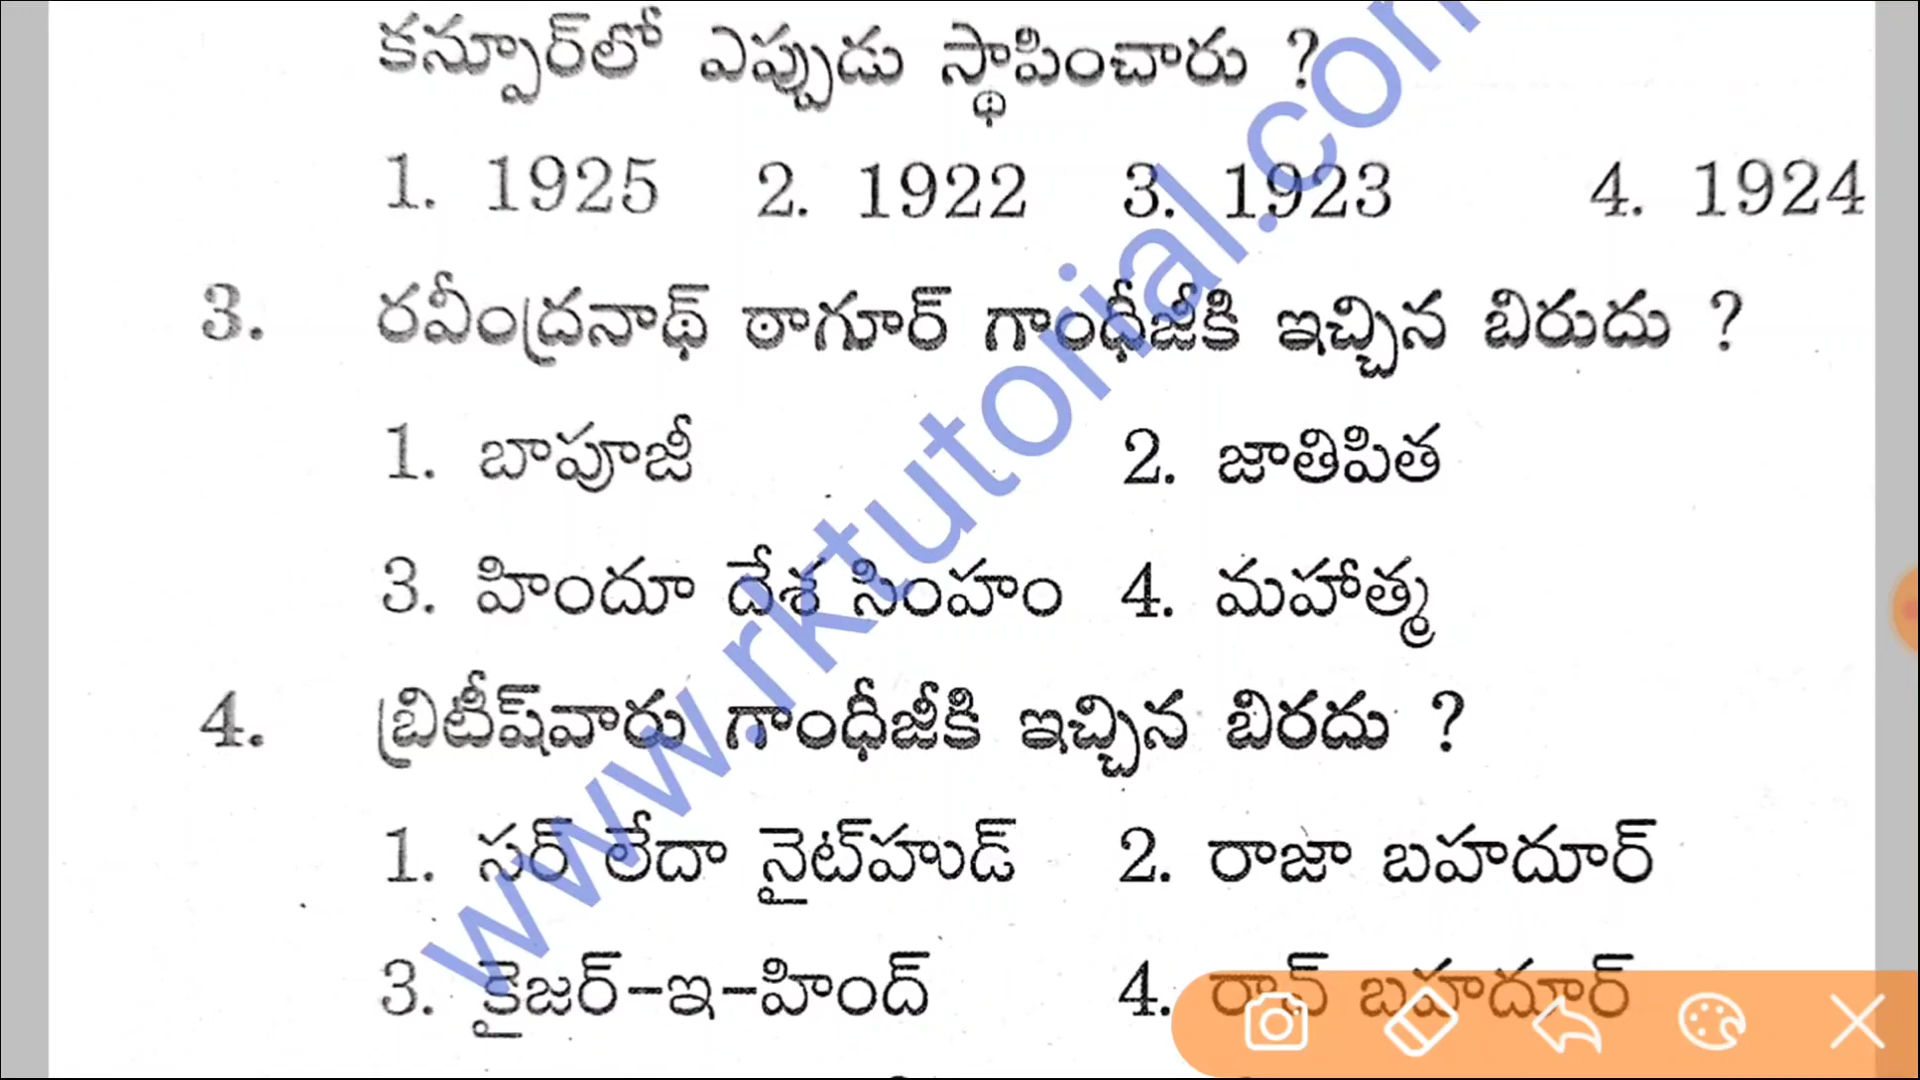 కన్పూర్‌లో ఎప్పుడు స్థాపించారు ?
1. 1925 2. 1922 3. 1923 4. 1924
3. రవీంద్రనాథ్ ఠాగూర్ గాంధీజీకి ఇచ్చిన బిరుదు ?
1. బాపూజీ 2. జాతిపిత
3. హిందూ దేశ సింహం 4. మహాత్మ
4. బ్రిటీష్‌వారు గాంధీజీకి ఇచ్చిన బిరదు ?
1. సర్ లేదా నైట్‌హుడ్ 2. రాజా బహదూర్
3. కైజర్-ఇ-హింద్ 4. రావ్ బహదూర్
www.rktutorial.com